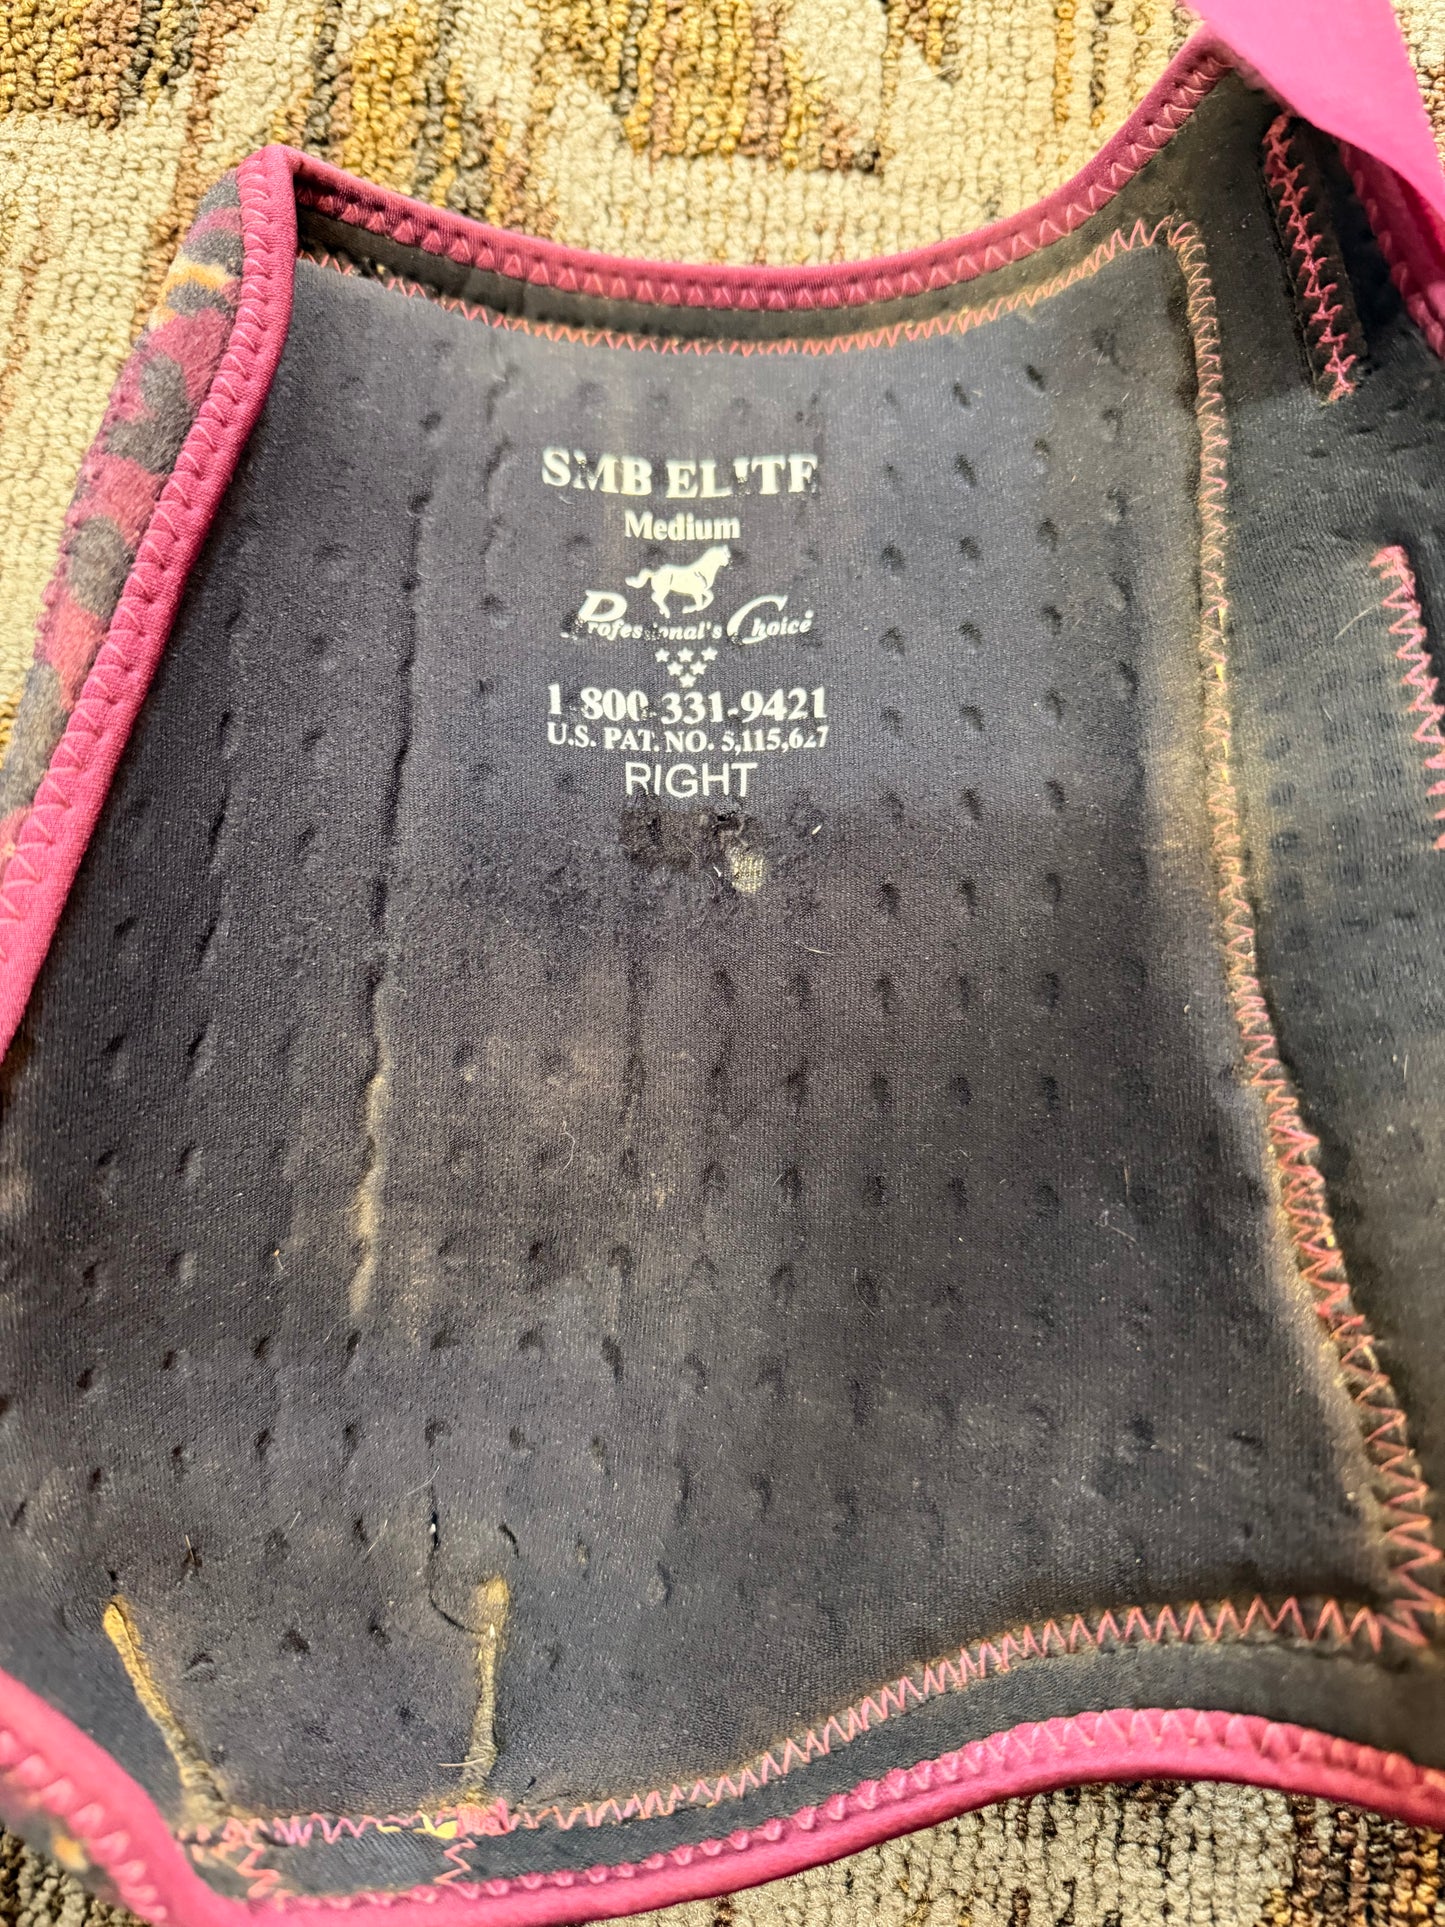 SMB ELITE
Medium
Professional's Choice
1-800-331-9421
U.S. PAT. NO. 5,115,627
RIGHT